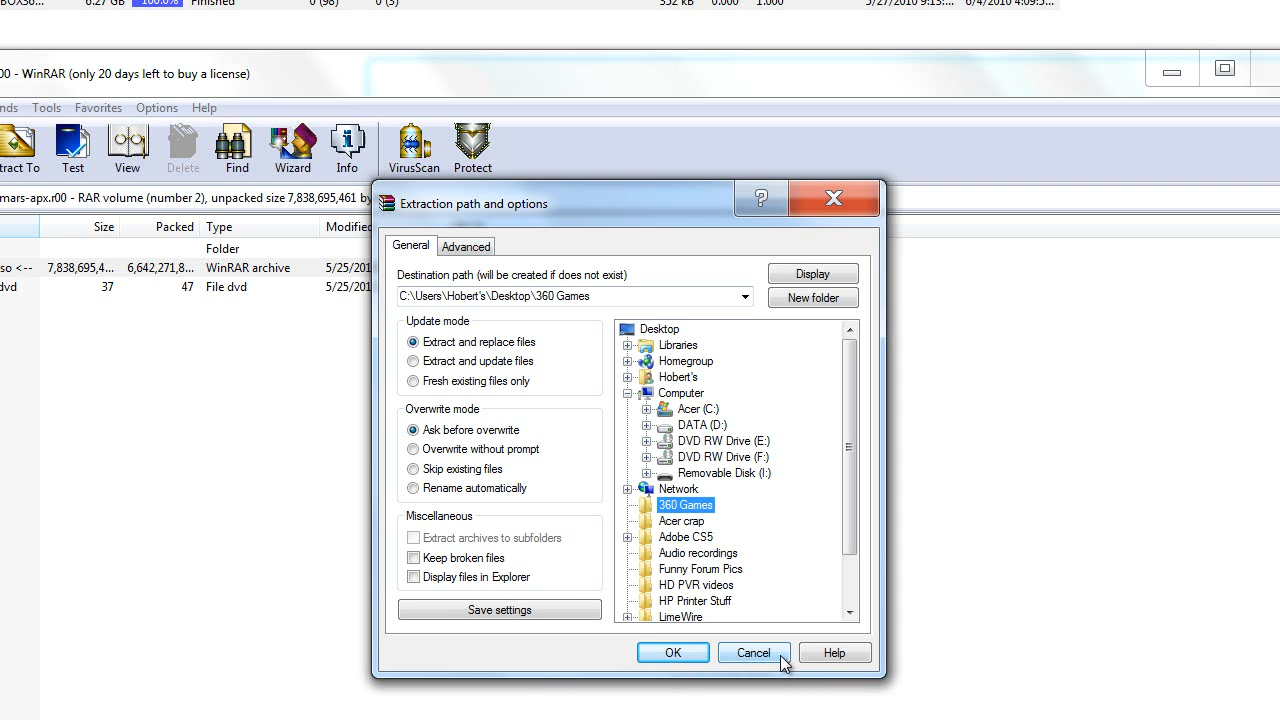 BOX36... 6.27 GB 100.0% Finished 0 (98) 0 (3) 352 kB 0.000 1.000 5/27/2010 9:13:... 6/4/2010 4:09:5...
00 - WinRAR (only 20 days left to buy a license)
nds Tools Favorites Options Help
tract To Test View Delete Find Wizard Info VirusScan Protect
mars-apx.r00 - RAR volume (number 2), unpacked size 7,838,695,461 by
Size Packed Type Modified
Folder
so <-- 7,838,695,4... 6,642,271,8... WinRAR archive 5/25/201
dvd 37 47 File dvd 5/25/201
Extraction path and options
General Advanced
Destination path (will be created if does not exist)
Display
C:\Users\Hobert's\Desktop\360 Games
New folder
Update mode
Extract and replace files
Extract and update files
Fresh existing files only
Overwrite mode
Ask before overwrite
Overwrite without prompt
Skip existing files
Rename automatically
Miscellaneous
Extract archives to subfolders
Keep broken files
Display files in Explorer
Save settings
Desktop
Libraries
Homegroup
Hobert's
Computer
Acer (C:)
DATA (D:)
DVD RW Drive (E:)
DVD RW Drive (F:)
Removable Disk (I:)
Network
360 Games
Acer crap
Adobe CS5
Audio recordings
Funny Forum Pics
HD PVR videos
HP Printer Stuff
LimeWire
OK Cancel Help